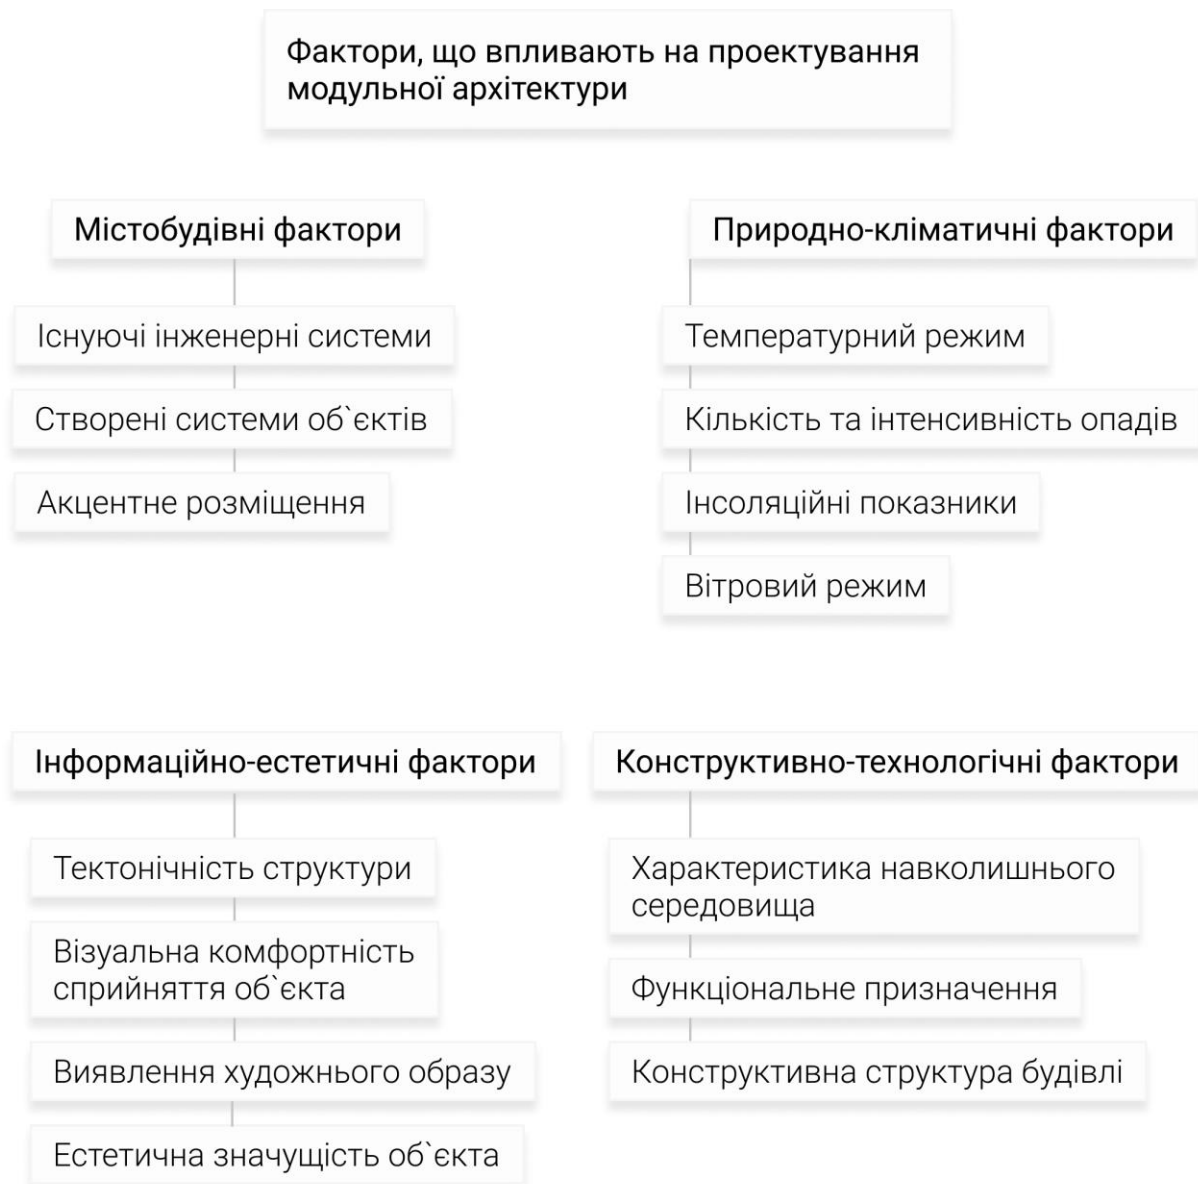 Фактори, що впливають на проектування
модульної архітектури
Містобудівні фактори
Існуючі інженерні системи
Створені системи об`єктів
Акцентне розміщення
Природно-кліматичні фактори
Температурний режим
Кількість та інтенсивність опадів
Інсоляційні показники
Вітровий режим
Інформаційно-естетичні фактори
Тектонічність структури
Візуальна комфортність
сприйняття об`єкта
Виявлення художнього образу
Естетична значущість об`єкта
Конструктивно-технологічні фактори
Характеристика навколишнього
середовища
Функціональне призначення
Конструктивна структура будівлі